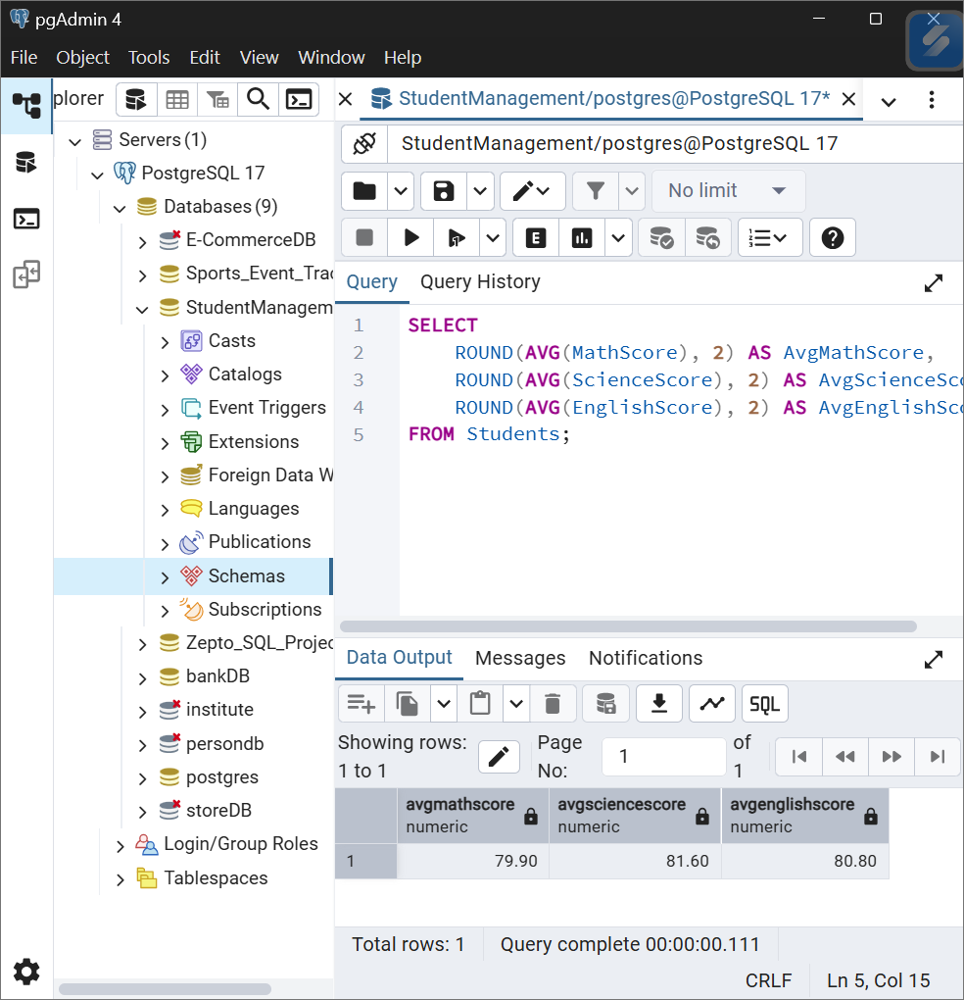 pgAdmin 4
File Object Tools Edit View Window Help
plorer
StudentManagement/postgres@PostgreSQL 17*
Servers (1)
PostgreSQL 17
Databases (9)
E-CommerceDB
Sports_Event_Trac
StudentManagem
Casts
Catalogs
Event Triggers
Extensions
Foreign Data W
Languages
Publications
Schemas
Subscriptions
Zepto_SQL_Projec
bankDB
institute
persondb
postgres
storeDB
Login/Group Roles
Tablespaces
StudentManagement/postgres@PostgreSQL 17
No limit
E
Query Query History
1 SELECT
2 ROUND(AVG(MathScore), 2) AS AvgMathScore,
3 ROUND(AVG(ScienceScore), 2) AS AvgScienceSco
4 ROUND(AVG(EnglishScore), 2) AS AvgEnglishSco
5 FROM Students;
Data Output Messages Notifications
SQL
Showing rows: 1 to 1
Page No: 1 of 1
avgmathscore numeric avgsciencescore numeric avgenglishscore numeric
1 79.90 81.60 80.80
Total rows: 1 Query complete 00:00:00.111
CRLF Ln 5, Col 15